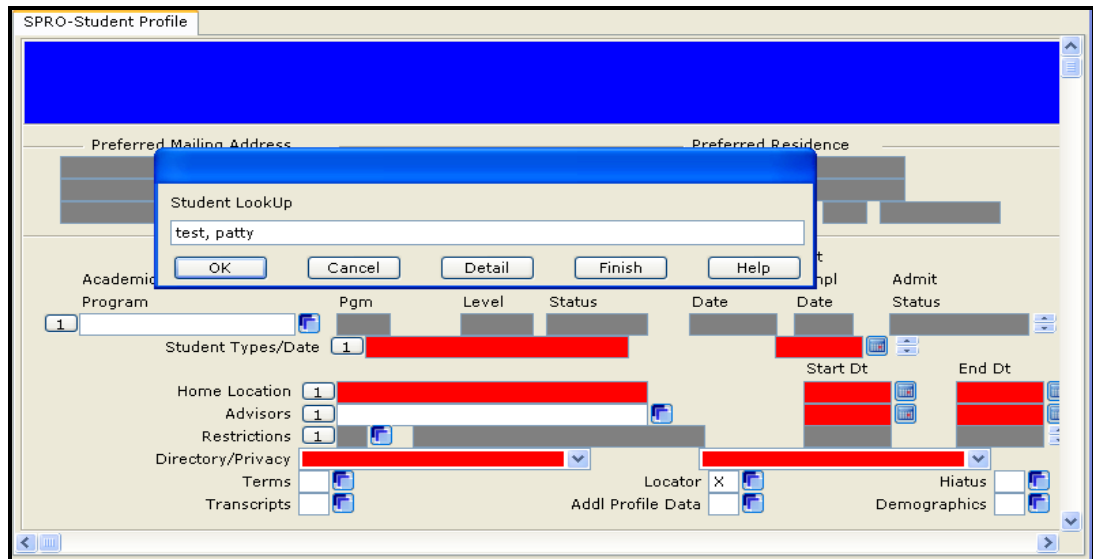 SPRO-Student Profile
Preferred Mailing Address
Preferred Residence
Student LookUp
test, patty
OK Cancel Detail Finish Help
Admit
Program Pgm Level Status Date Date Status
1
Student Types/Date 1
Start Dt End Dt
Home Location 1
Advisors 1
Restrictions 1
Directory/Privacy
Terms Locator X Hiatus
Transcripts Addl Profile Data Demographics